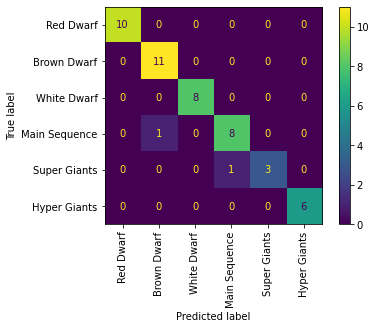 Red Dwarf 10 0 0 0 0 0
Brown Dwarf 0 11 0 0 0 0
White Dwarf 0 0 8 0 0 0
Main Sequence 0 1 0 8 0 0
Super Giants 0 0 0 1 3 0
Hyper Giants 0 0 0 0 0 6
True label
Red Dwarf
Brown Dwarf
White Dwarf
Main Sequence
Super Giants
Hyper Giants
Predicted label
10
8
6
4
2
0